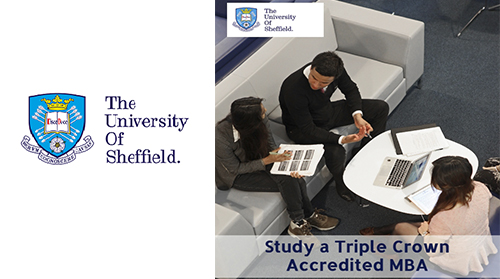 The
University
Of
Sheffield.
The
University
Of
Sheffield.
Study a Triple Crown
Accredited MBA